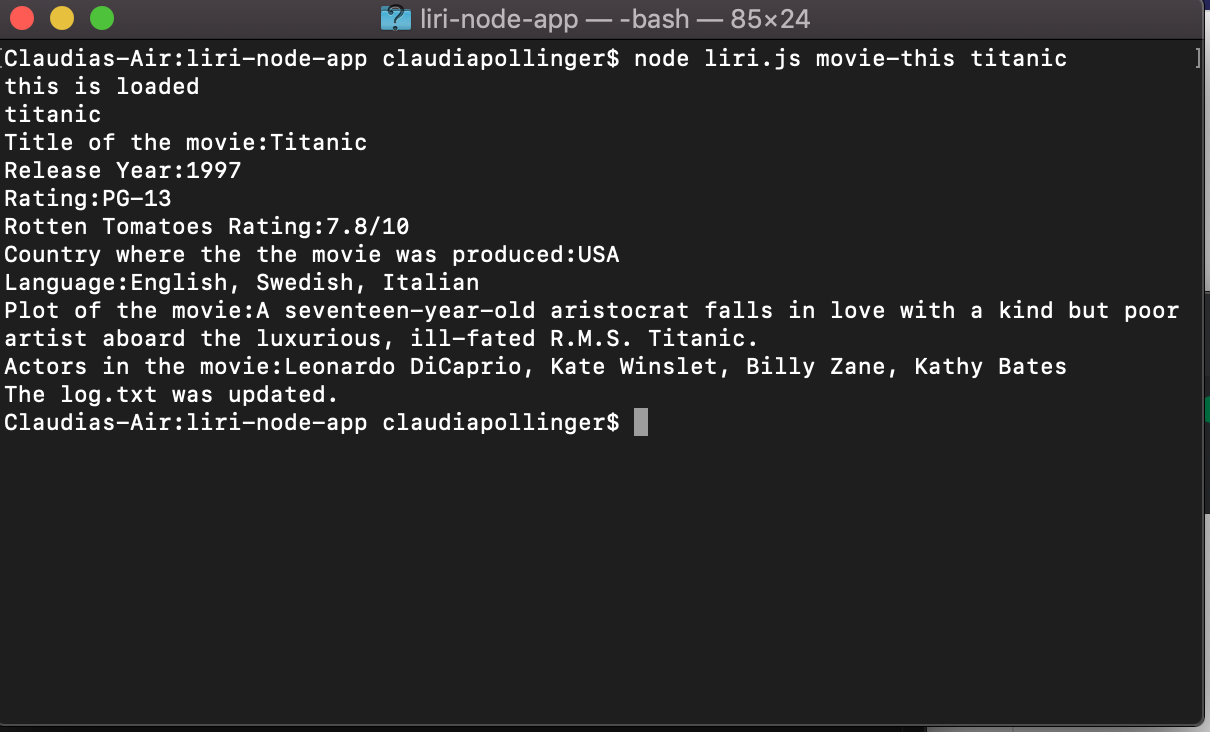 liri-node-app — -bash — 85×24
Claudias-Air:liri-node-app claudiapollinger$ node liri.js movie-this titanic
this is loaded
titanic
Title of the movie:Titanic
Release Year:1997
Rating:PG-13
Rotten Tomatoes Rating:7.8/10
Country where the the movie was produced:USA
Language:English, Swedish, Italian
Plot of the movie:A seventeen-year-old aristocrat falls in love with a kind but poor
artist aboard the luxurious, ill-fated R.M.S. Titanic.
Actors in the movie:Leonardo DiCaprio, Kate Winslet, Billy Zane, Kathy Bates
The log.txt was updated.
Claudias-Air:liri-node-app claudiapollinger$